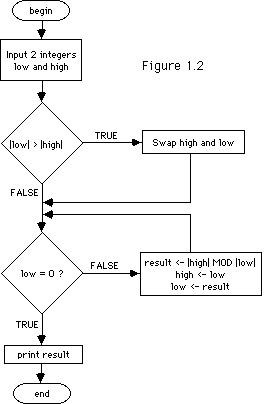 begin
Input 2 integers
low and high
Figure 1.2
|low| > |high|
TRUE
Swap high and low
FALSE
low = 0 ?
FALSE
result <- |high| MOD |low|
high <- low
low <- result
TRUE
print result
end